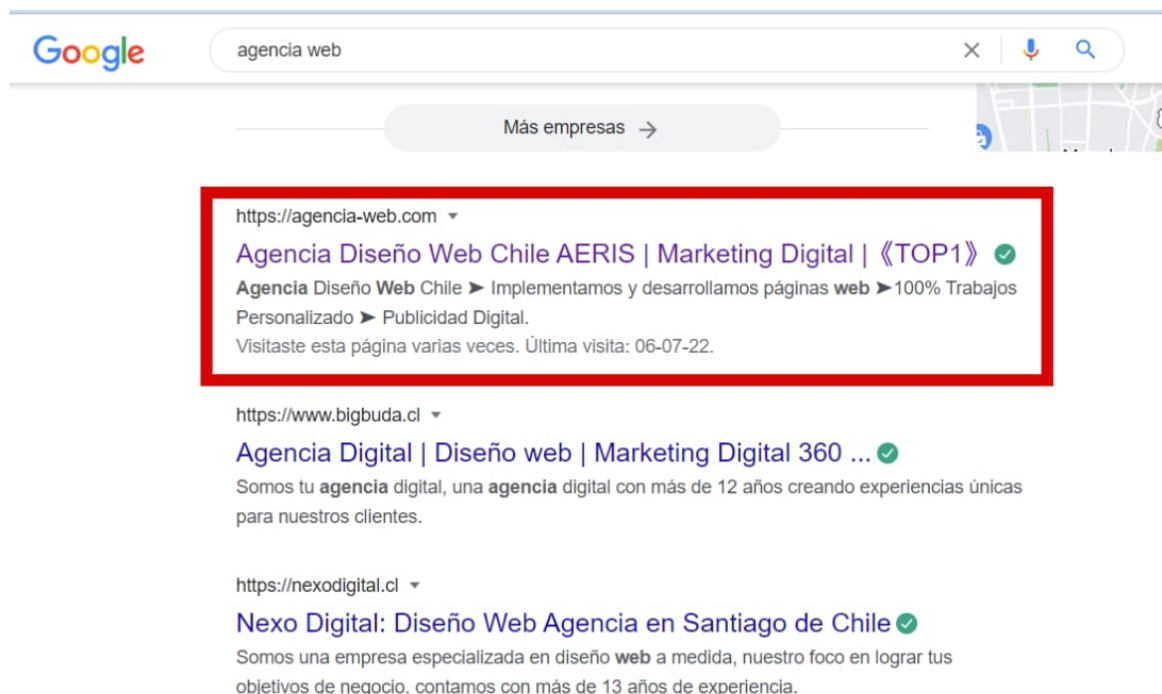 Google
agencia web
Más empresas →
https://agencia-web.com
Agencia Diseño Web Chile AERIS | Marketing Digital | 《TOP1》
Agencia Diseño Web Chile ➤ Implementamos y desarrollamos páginas web ➤100% Trabajos
Personalizado ➤ Publicidad Digital.
Visitaste esta página varias veces. Última visita: 06-07-22.
https://www.bigbuda.cl
Agencia Digital | Diseño web | Marketing Digital 360 ...
Somos tu agencia digital, una agencia digital con más de 12 años creando experiencias únicas
para nuestros clientes.
https://nexodigital.cl
Nexo Digital: Diseño Web Agencia en Santiago de Chile
Somos una empresa especializada en diseño web a medida, nuestro foco en lograr tus
objetivos de negocio, contamos con más de 13 años de experiencia.